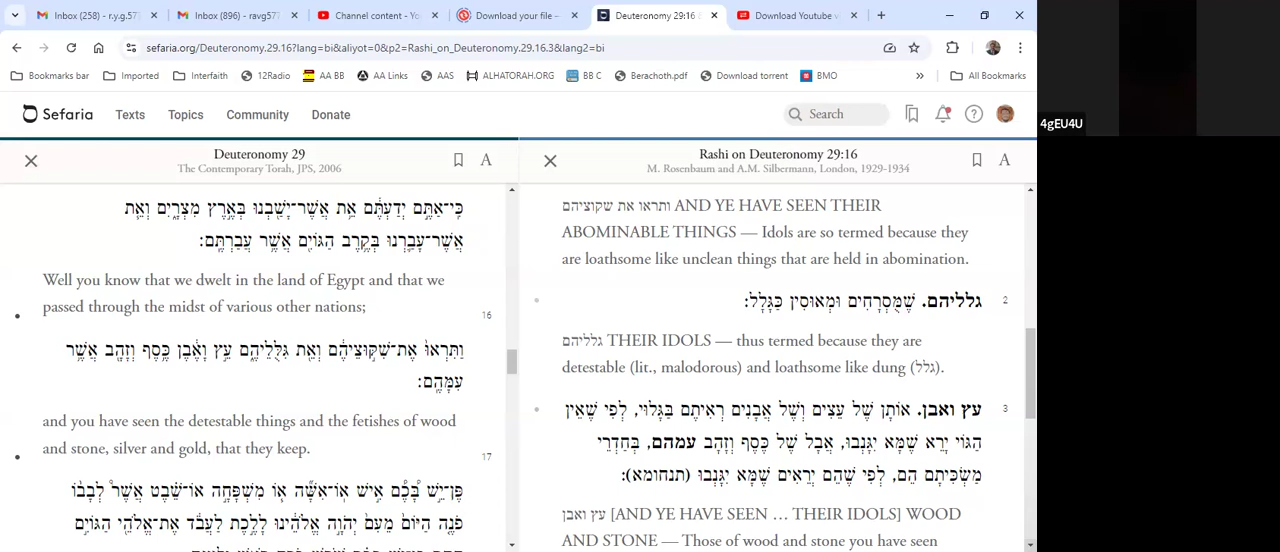 Inbox (258) - r.y.g.57
Inbox (896) - ravg57
Channel content - Yo
Download your file –
Deuteronomy 29:16
Download Youtube v
sefaria.org/Deuteronomy.29.16?lang=bi&aliyot=0&p2=Rashi_on_Deuteronomy.29.16.3&lang2=bi
Bookmarks bar Imported Interfaith 12Radio AA BB AA Links AAS ALHATORAH.ORG BB C Berachoth.pdf Download torrent BMO » All Bookmarks
Sefaria Texts Topics Community Donate Search
4gEU4U
Deuteronomy 29
The Contemporary Torah, JPS, 2006
A
כִּֽי־אַתֶּ֣ם יְדַעְתֶּ֔ם אֵ֥ת אֲשֶׁר־יָשַׁ֖בְנוּ בְּאֶ֣רֶץ מִצְרָ֑יִם וְאֵ֧ת
אֲשֶׁר־עָבַ֛רְנוּ בְּקֶ֥רֶב הַגּוֹיִ֖ם אֲשֶׁ֥ר עֲבַרְתֶּֽם׃
Well you know that we dwelt in the land of Egypt and that we
passed through the midst of various other nations;
16
וַתִּרְאוּ֙ אֶת־שִׁקּ֣וּצֵיהֶ֔ם וְאֵ֖ת גִּלֻּלֵיהֶ֑ם עֵ֣ץ וָאֶ֔בֶן כֶּ֥סֶף וְזָהָ֖ב אֲשֶׁ֥ר
עִמָּהֶֽם׃
and you have seen the detestable things and the fetishes of wood
and stone, silver and gold, that they keep.
17
פֶּן־יֵ֣שׁ בָּ֠כֶם אִ֣ישׁ אוֹ־אִשָּׁ֞ה א֧וֹ מִשְׁפָּחָ֣ה אוֹ־שֵׁ֗בֶט אֲשֶׁר֩ לְבָב֨וֹ
פֹנֶ֤ה הַיּוֹם֙ מֵעִם֙ יְהֹוָ֣ה אֱלֹהֵ֔ינוּ לָלֶ֣כֶת לַעֲבֹ֔ד אֶת־אֱלֹהֵ֖י הַגּוֹיִ֣ם
Rashi on Deuteronomy 29:16
M. Rosenbaum and A.M. Silbermann, London, 1929-1934
A
ותראו את שקוציהם AND YE HAVE SEEN THEIR
ABOMINABLE THINGS — Idols are so termed because they
are loathsome like unclean things that are held in abomination.
2
גלליהם. שֶׁמֻּסְרָחִים וּמְאוּסִין כַּגָּלָל:
גלליהם THEIR IDOLS — thus termed because they are
detestable (lit., malodorous) and loathsome like dung (גלל).
3
עץ ואבן. אוֹתָן שֶׁל עֵצִים וְשֶׁל אֲבָנִים רְאִיתֶם בַּגָּלוּי, לְפִי שֶׁאֵין
הַגּוֹי יָרֵא שֶׁמָּא יִגָּנְבוּ, אֲבָל שֶׁל כֶּסֶף וְזָהָב עמהם, בְּחַדְרֵי
מַשְׂכִּיתָם הֵם, לְפִי שֶׁהֵם יְרֵאִים שֶׁמָּא יִגָּנְבוּ (תנחומא):
עץ ואבן [AND YE HAVE SEEN … THEIR IDOLS] WOOD
AND STONE — Those of wood and stone you have seen